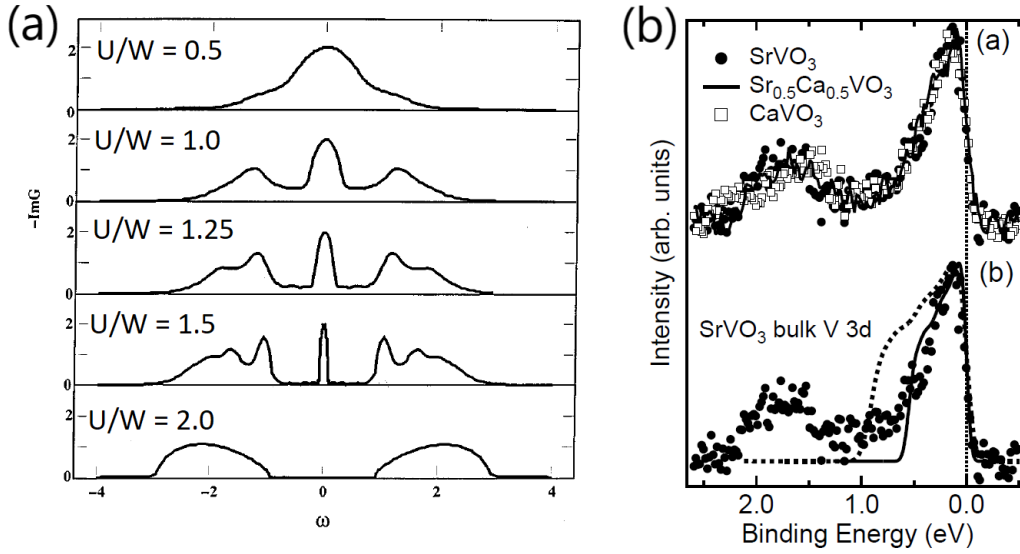 (a)
U/W = 0.5
2
0
U/W = 1.0
2
0
U/W = 1.25
2
0
U/W = 1.5
2
0
U/W = 2.0
2
0
-ImG
−4
−2
0
2
4
ω
(b)
(a)
SrVO3
Sr0.5Ca0.5VO3
CaVO3
(b)
SrVO3 bulk V 3d
Intensity (arb. units)
2.0
1.0
0.0
Binding Energy (eV)